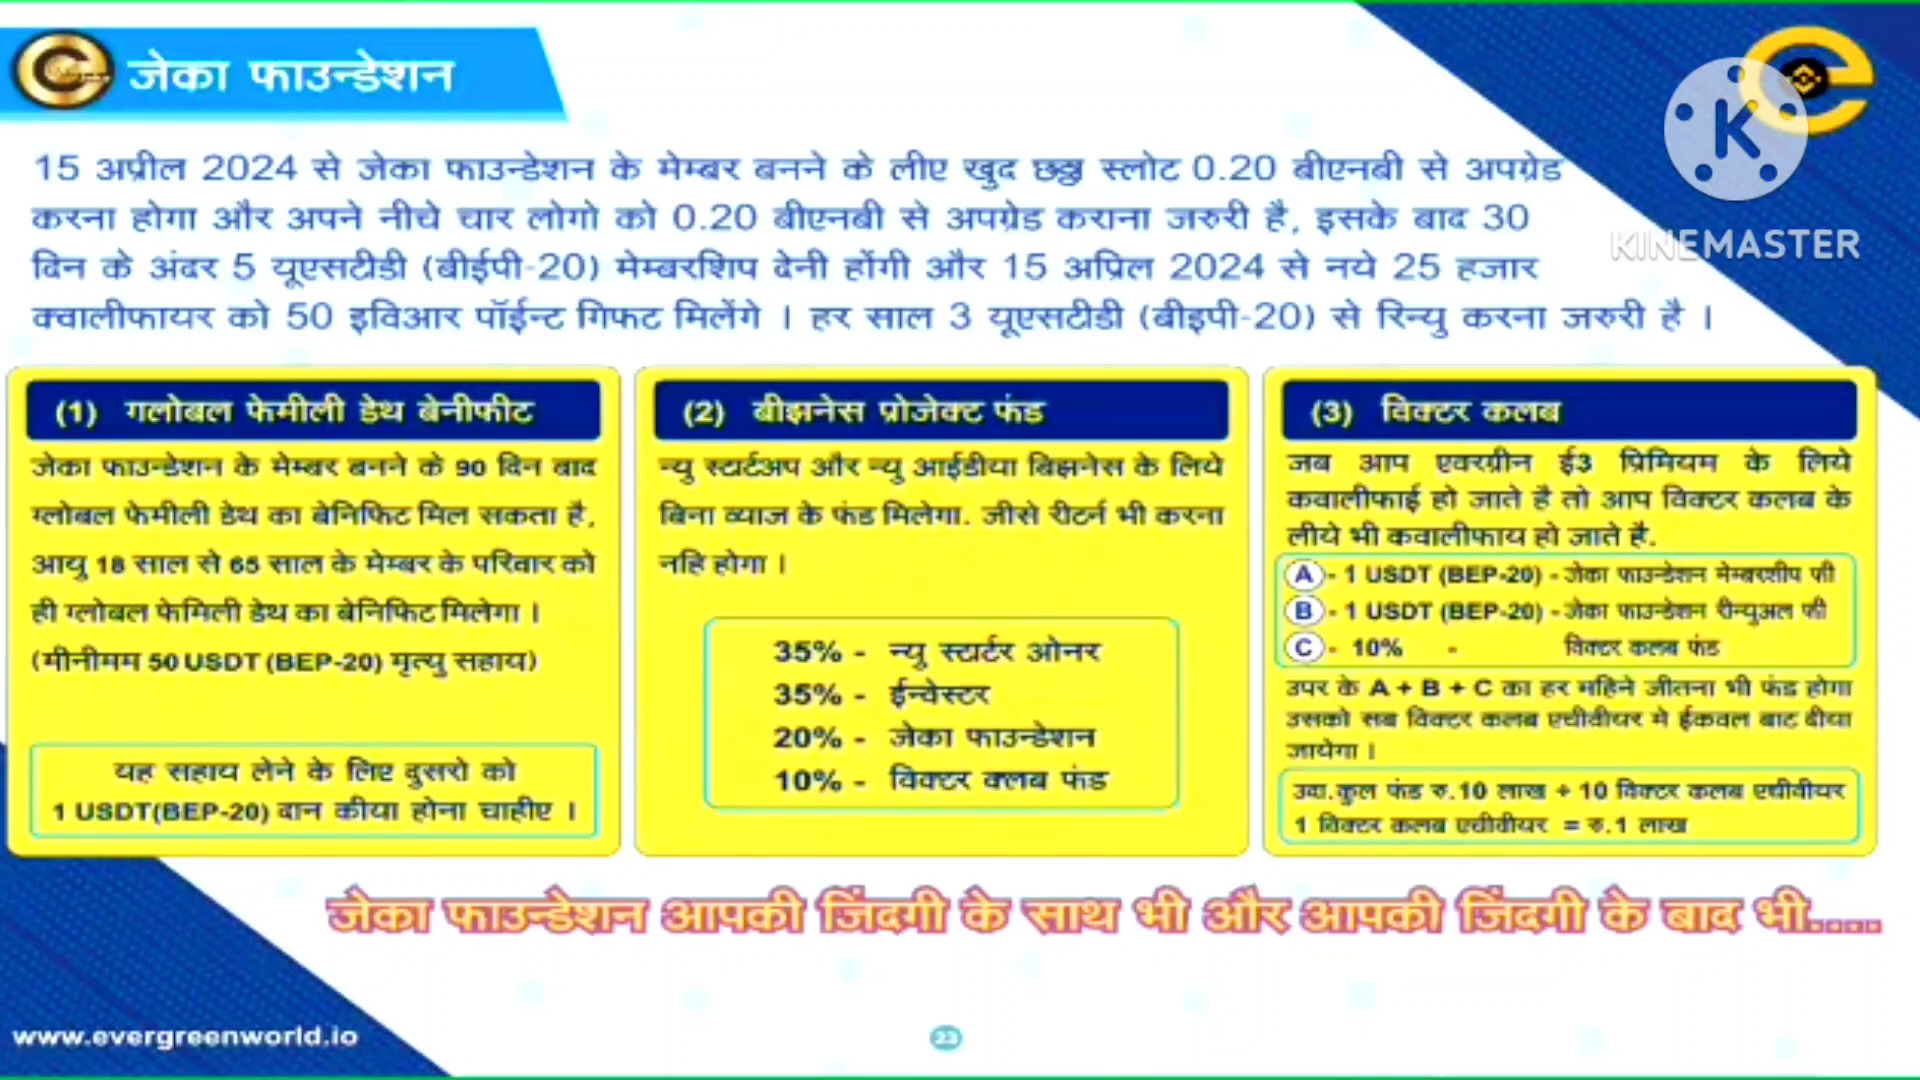 जेका फाउन्डेशन
KINEMASTER
15 अप्रील 2024 से जेका फाउन्डेशन के मेम्बर बनने के लीए खुद छठ्ठा स्लोट 0.20 बीएनबी से अपग्रेड
करना होगा और अपने नीचे चार लोगो को 0.20 बीएनबी से अपग्रेड कराना जरुरी है, इसके बाद 30
दिन के अंदर 5 यूएसटीडी (बीईपी-20) मेम्बरशिप देनी होंगी और 15 अप्रिल 2024 से नये 25 हजार
क्वालीफायर को 50 इविआर पॉईन्ट गिफट मिलेंगे । हर साल 3 यूएसटीडी (बीइपी-20) से रिन्यु करना जरुरी है ।
(1) गलोबल फेमीली डेथ बेनीफीट
जेका फाउन्डेशन के मेम्बर बनने के 90 दिन बाद
ग्लोबल फेमीली डेथ का बेनिफिट मिल सकता है,
आयु 18 साल से 65 साल के मेम्बर के परिवार को
ही ग्लोबल फेमिली डेथ का बेनिफिट मिलेगा ।
(मीनीमम 50 USDT (BEP-20) मृत्यु सहाय)
यह सहाय लेने के लिए दुसरो को
1 USDT(BEP-20) दान कीया होना चाहीए ।
(2) बीझनेस प्रोजेक्ट फंड
न्यु स्टार्टअप और न्यु आईडीया बिझनेस के लिये
बिना व्याज के फंड मिलेगा. जीसे रीटर्न भी करना
नहि होगा ।
35% - न्यु स्टार्टर ओनर
35% - ईन्वेस्टर
20% - जेका फाउन्डेशन
10% - विक्टर क्लब फंड
(3) विक्टर कलब
जब आप एवरग्रीन ई3 प्रिमियम के लिये
कवालीफाई हो जाते है तो आप विक्टर कलब के
लीये भी कवालीफाय हो जाते है.
A - 1 USDT (BEP-20) - जेका फाउन्डेशन मेम्बरशीप फी
B - 1 USDT (BEP-20) - जेका फाउन्डेशन रीन्युअल फी
C - 10% - विक्टर कलब फंड
उपर के A + B + C का हर महिने जीतना भी फंड होगा
उसको सब विक्टर कलब एचीवीयर मे ईकवल बाट दीया
जायेगा ।
उदा.कुल फंड रु.10 लाख ÷ 10 विक्टर कलब एचीवीयर
1 विक्टर कलब एचीवीयर = रु.1 लाख
जेका फाउन्डेशन आपकी जिंदगी के साथ भी और आपकी जिंदगी के बाद भी....
www.evergreenworld.io
23